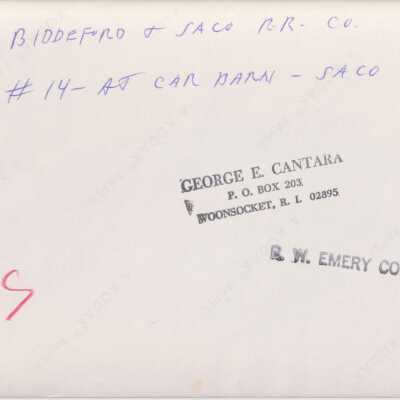 BIDDEFORD & SACO R.R. CO.
#14 - AT CAR BARN - SACO
GEORGE E. CANTARA
P. O. BOX 203
WOONSOCKET, R. I. 02895
R. W. EMERY CO